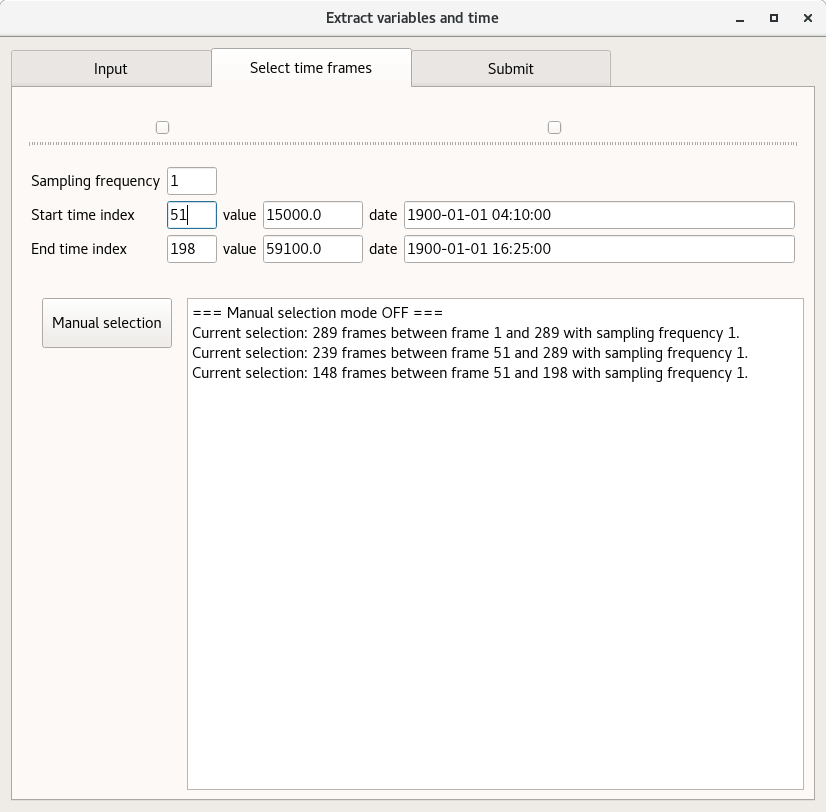 Extract variables and time
Input Select time frames Submit
Sampling frequency 1
Start time index 51 value 15000.0 date 1900-01-01 04:10:00
End time index 198 value 59100.0 date 1900-01-01 16:25:00
=== Manual selection mode OFF ===
Manual selection
Current selection: 289 frames between frame 1 and 289 with sampling frequency 1.
Current selection: 239 frames between frame 51 and 289 with sampling frequency 1.
Current selection: 148 frames between frame 51 and 198 with sampling frequency 1.